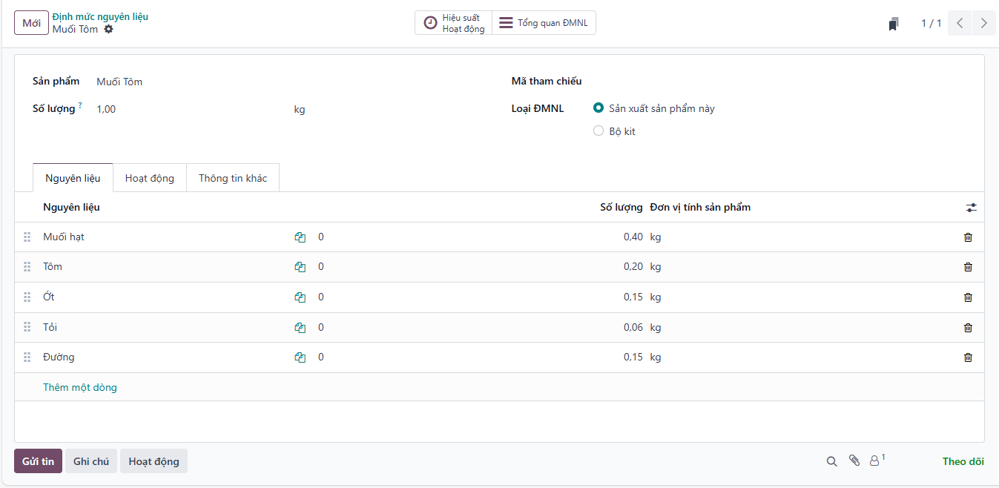 Mới
Định mức nguyên liệu
Muối Tôm
Hiệu suất
Hoạt động
Tổng quan ĐMNL
1 / 1
Sản phẩm Muối Tôm
Mã tham chiếu
Số lượng ? 1,00 kg
Loại ĐMNL Sản xuất sản phẩm này
Bộ kit
Nguyên liệu Hoạt động Thông tin khác
Nguyên liệu Số lượng Đơn vị tính sản phẩm
Muối hạt 0 0,40 kg
Tôm 0 0,20 kg
Ớt 0 0,15 kg
Tỏi 0 0,06 kg
Đường 0 0,15 kg
Thêm một dòng
Gửi tin Ghi chú Hoạt động 1 Theo dõi